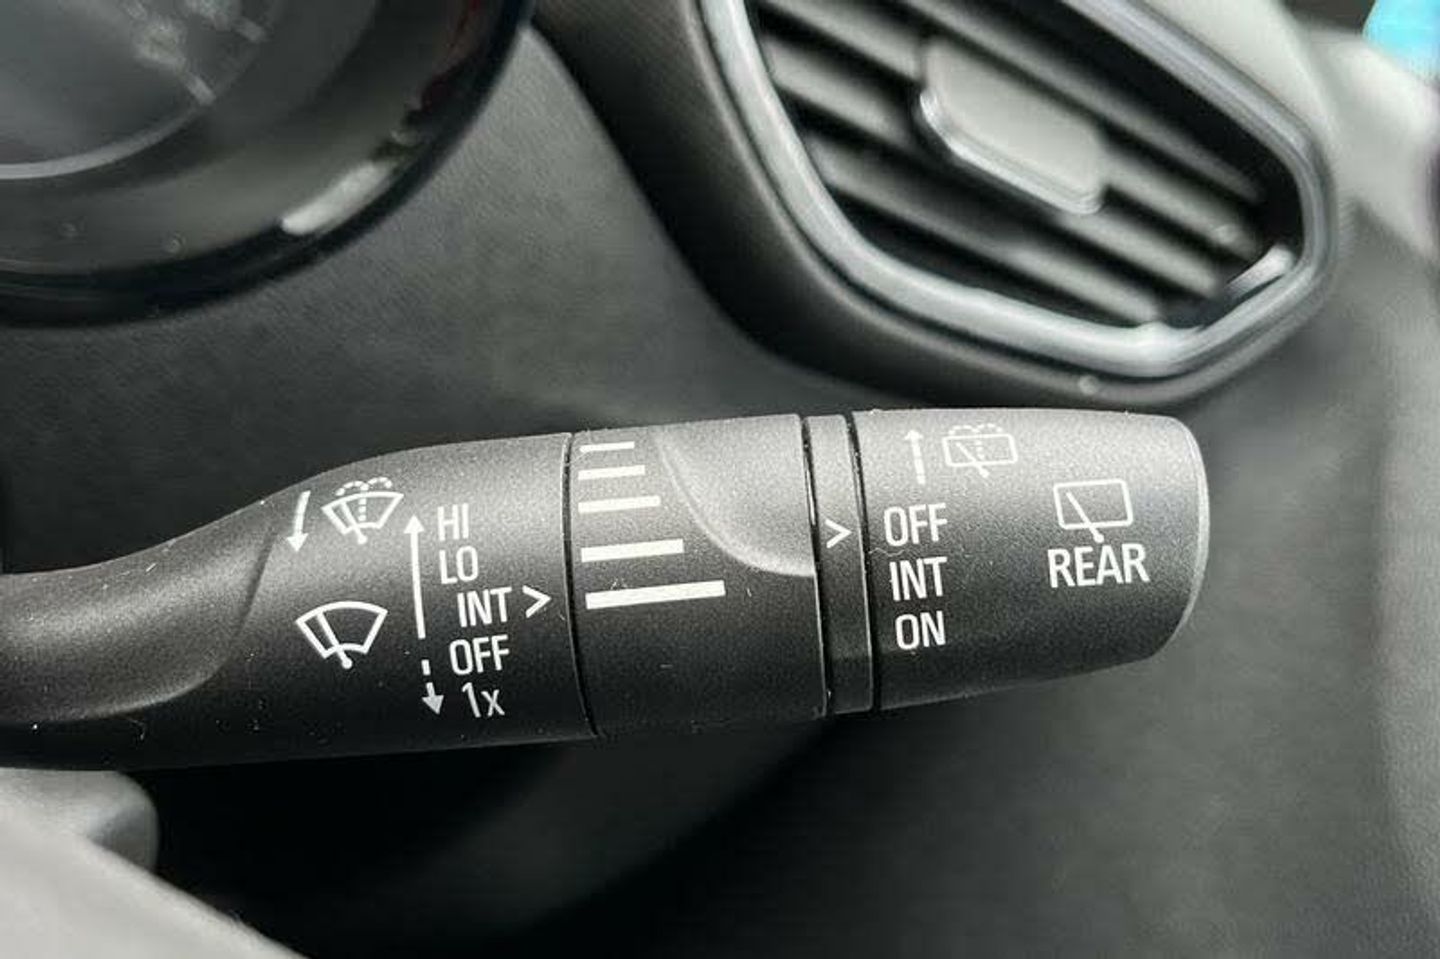 HI
LO
INT >
OFF
1x
> OFF
INT
ON
REAR